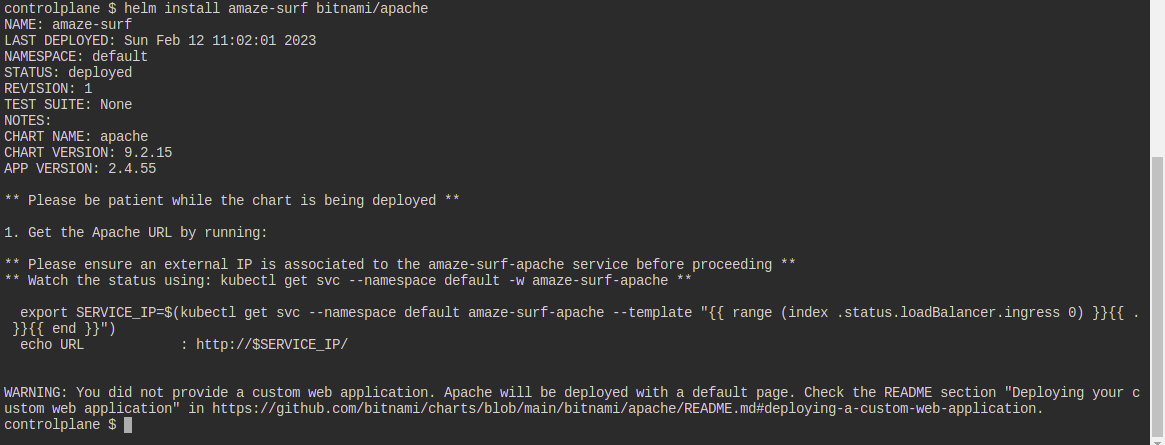 controlplane $ helm install amaze-surf bitnami/apache
NAME: amaze-surf
LAST DEPLOYED: Sun Feb 12 11:02:01 2023
NAMESPACE: default
STATUS: deployed
REVISION: 1
TEST SUITE: None
NOTES:
CHART NAME: apache
CHART VERSION: 9.2.15
APP VERSION: 2.4.55
** Please be patient while the chart is being deployed **
1. Get the Apache URL by running:
** Please ensure an external IP is associated to the amaze-surf-apache service before proceeding **
** Watch the status using: kubectl get svc --namespace default -w amaze-surf-apache **
  export SERVICE_IP=$(kubectl get svc --namespace default amaze-surf-apache --template "{{ range (index .status.loadBalancer.ingress 0) }}{{ .
 }}{{ end }}")
  echo URL            : http://$SERVICE_IP/
WARNING: You did not provide a custom web application. Apache will be deployed with a default page. Check the README section "Deploying your c
ustom web application" in https://github.com/bitnami/charts/blob/main/bitnami/apache/README.md#deploying-a-custom-web-application.
controlplane $